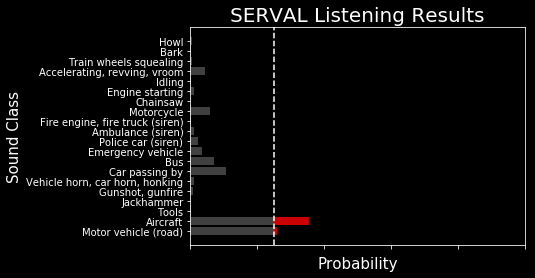 SERVAL Listening Results
Howl
Bark
Train wheels squealing
Accelerating, revving, vroom
Idling
Engine starting
Chainsaw
Motorcycle
Fire engine, fire truck (siren)
Ambulance (siren)
Police car (siren)
Emergency vehicle
Bus
Car passing by
Vehicle horn, car horn, honking
Gunshot, gunfire
Jackhammer
Tools
Aircraft
Motor vehicle (road)
Sound Class
Probability